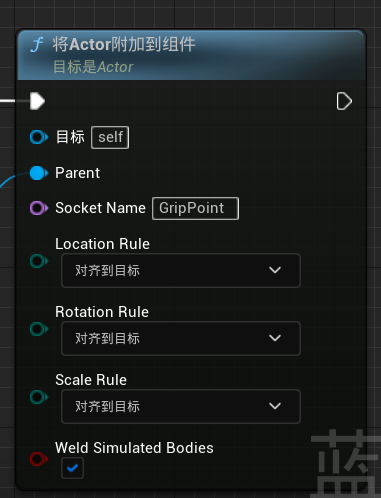 将Actor附加到组件
目标是Actor
目标 self
Parent
Socket Name GripPoint
Location Rule
对齐到目标
Rotation Rule
对齐到目标
Scale Rule
对齐到目标
Weld Simulated Bodies
蓝